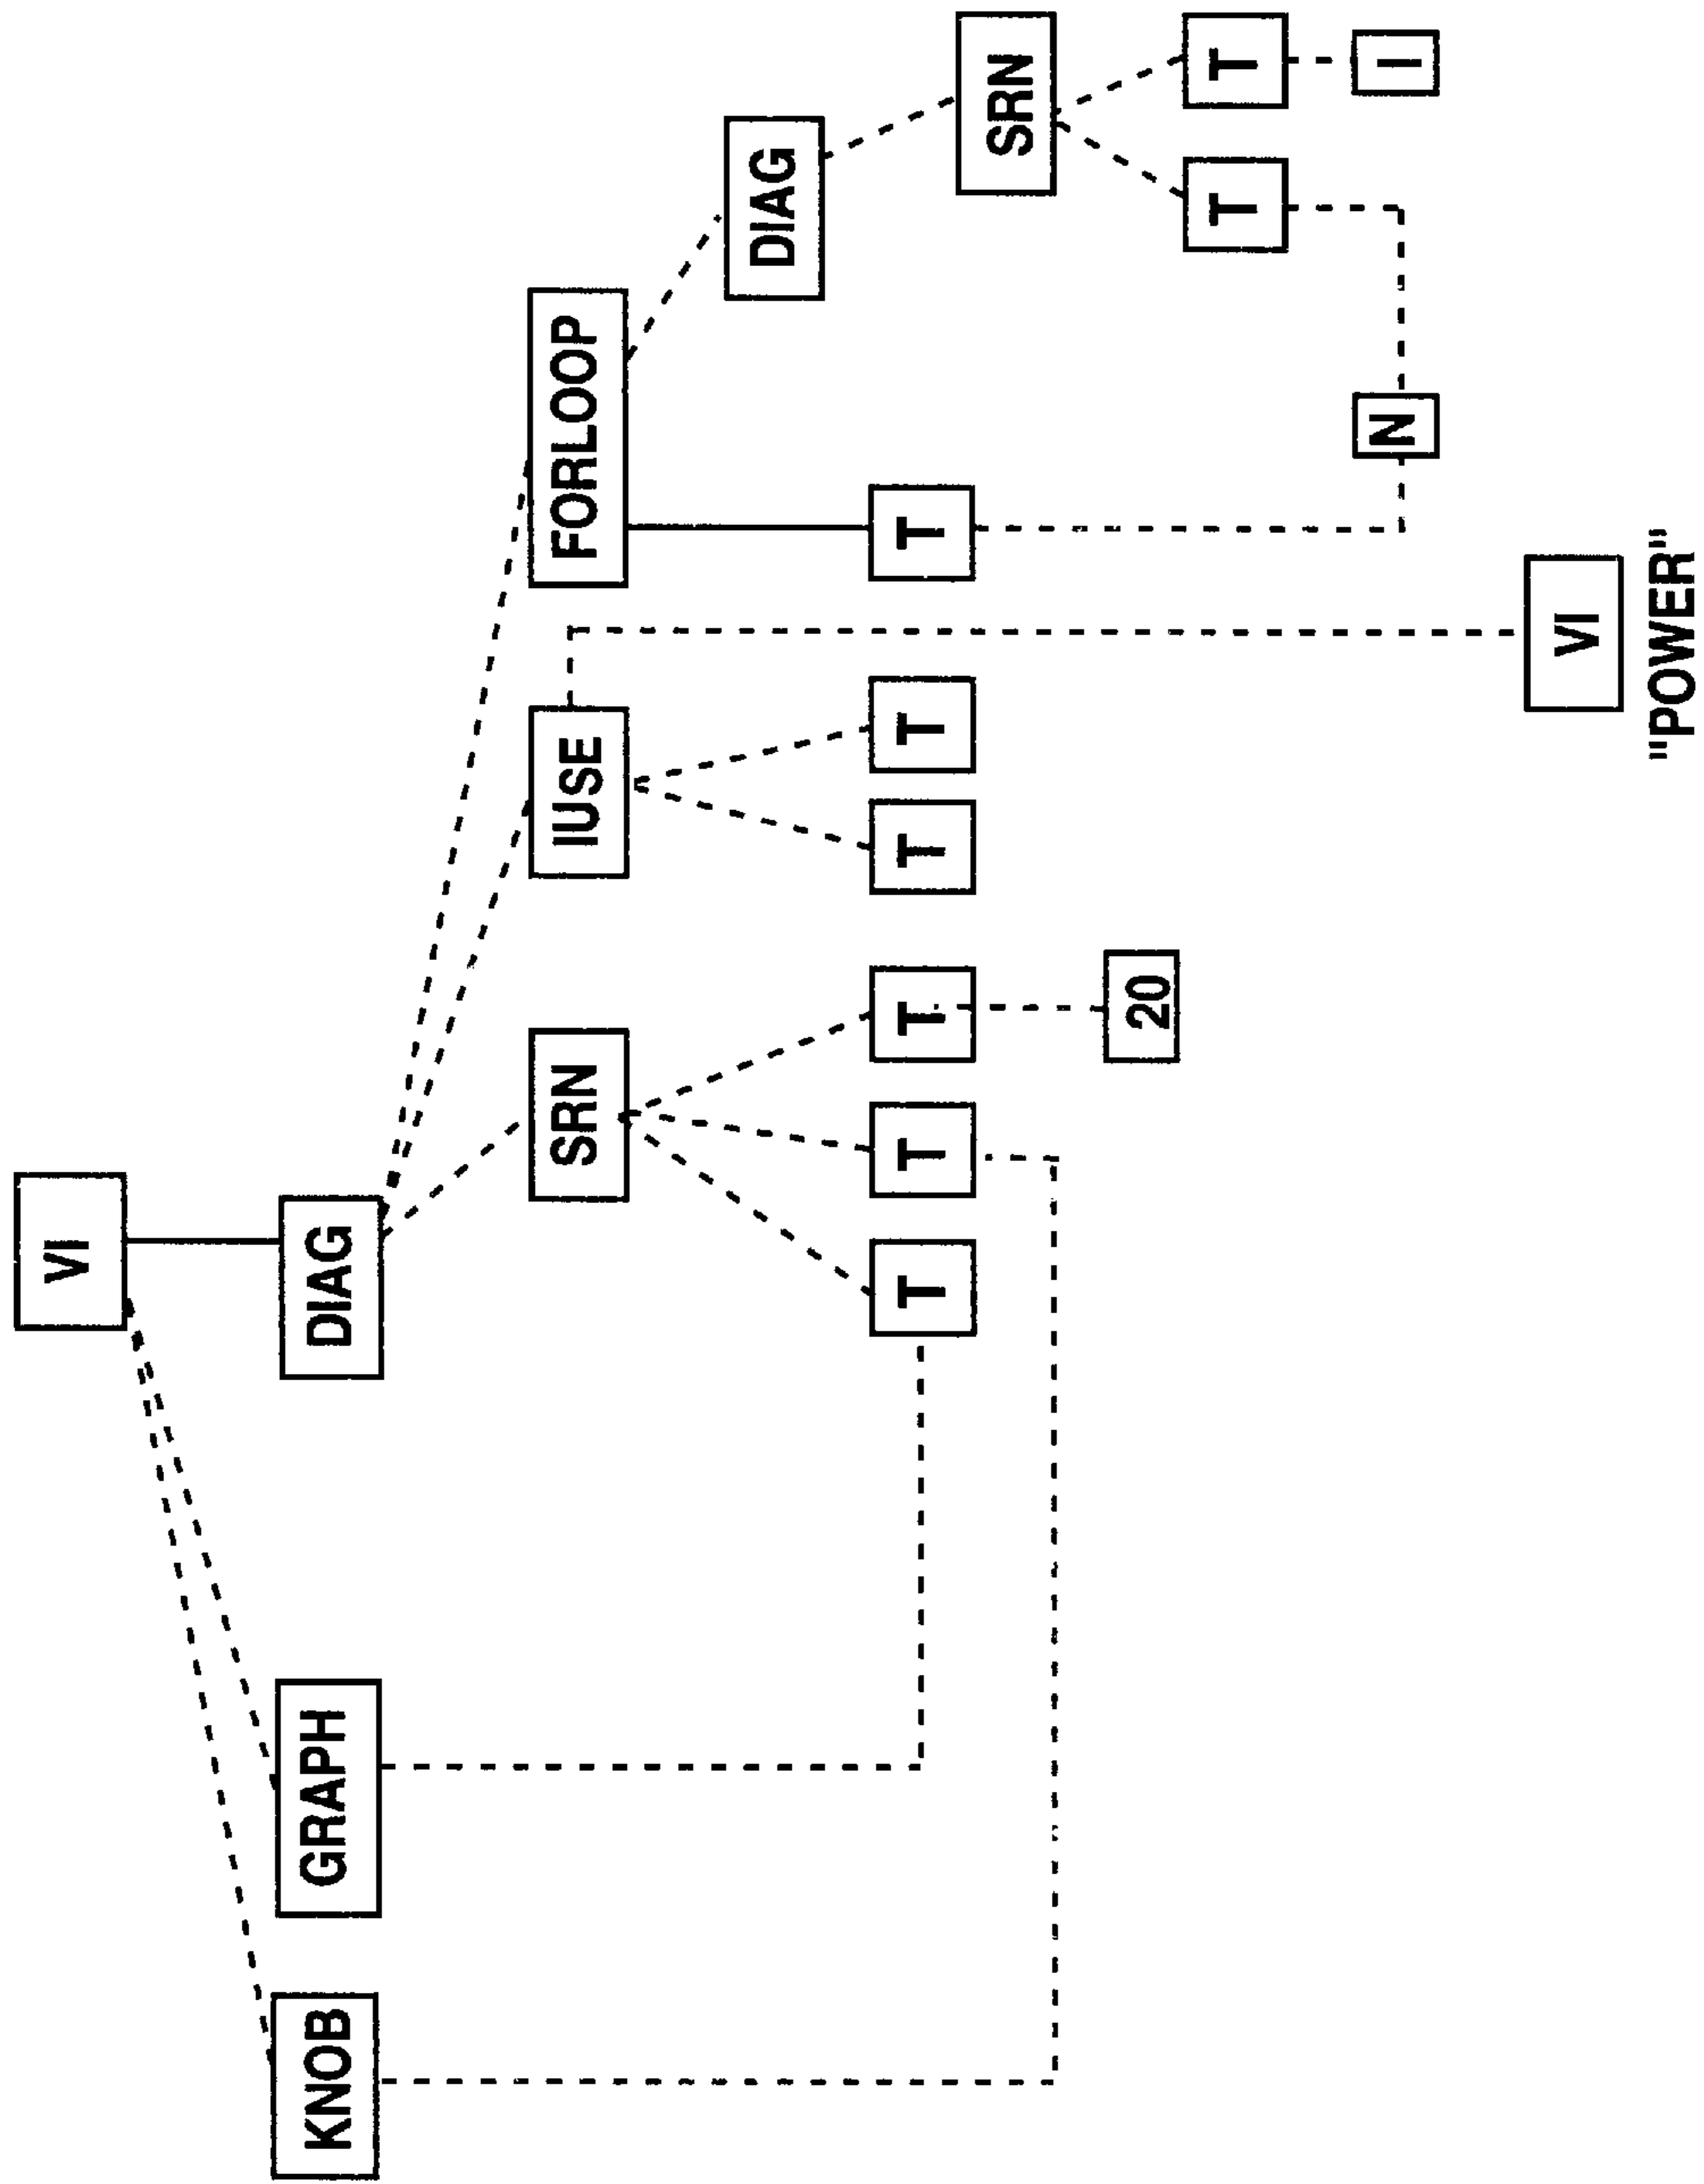 VI
KNOB GRAPH DIAG
SRN IUSE FORLOOP
DIAG
T T T T T T
SRN
20
T T
N I
VI
"POWER"